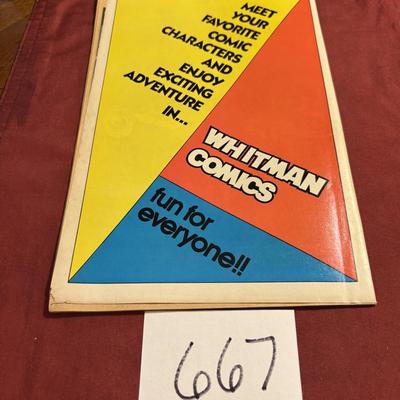 MEET
YOUR
FAVORITE
COMIC
CHARACTERS
AND
ENJOY
EXCITING
ADVENTURE
IN...
WHITMAN
COMICS
fun for
everyone!!
667